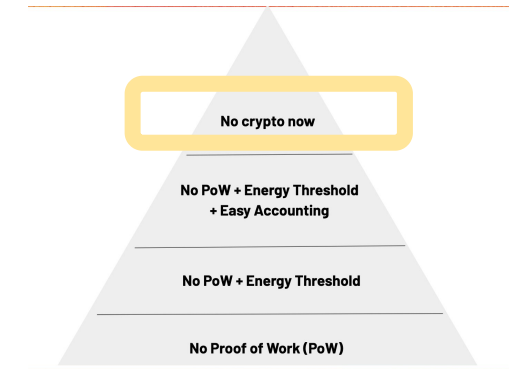 No crypto now
No PoW + Energy Threshold
+ Easy Accounting
No PoW + Energy Threshold
No Proof of Work (PoW)